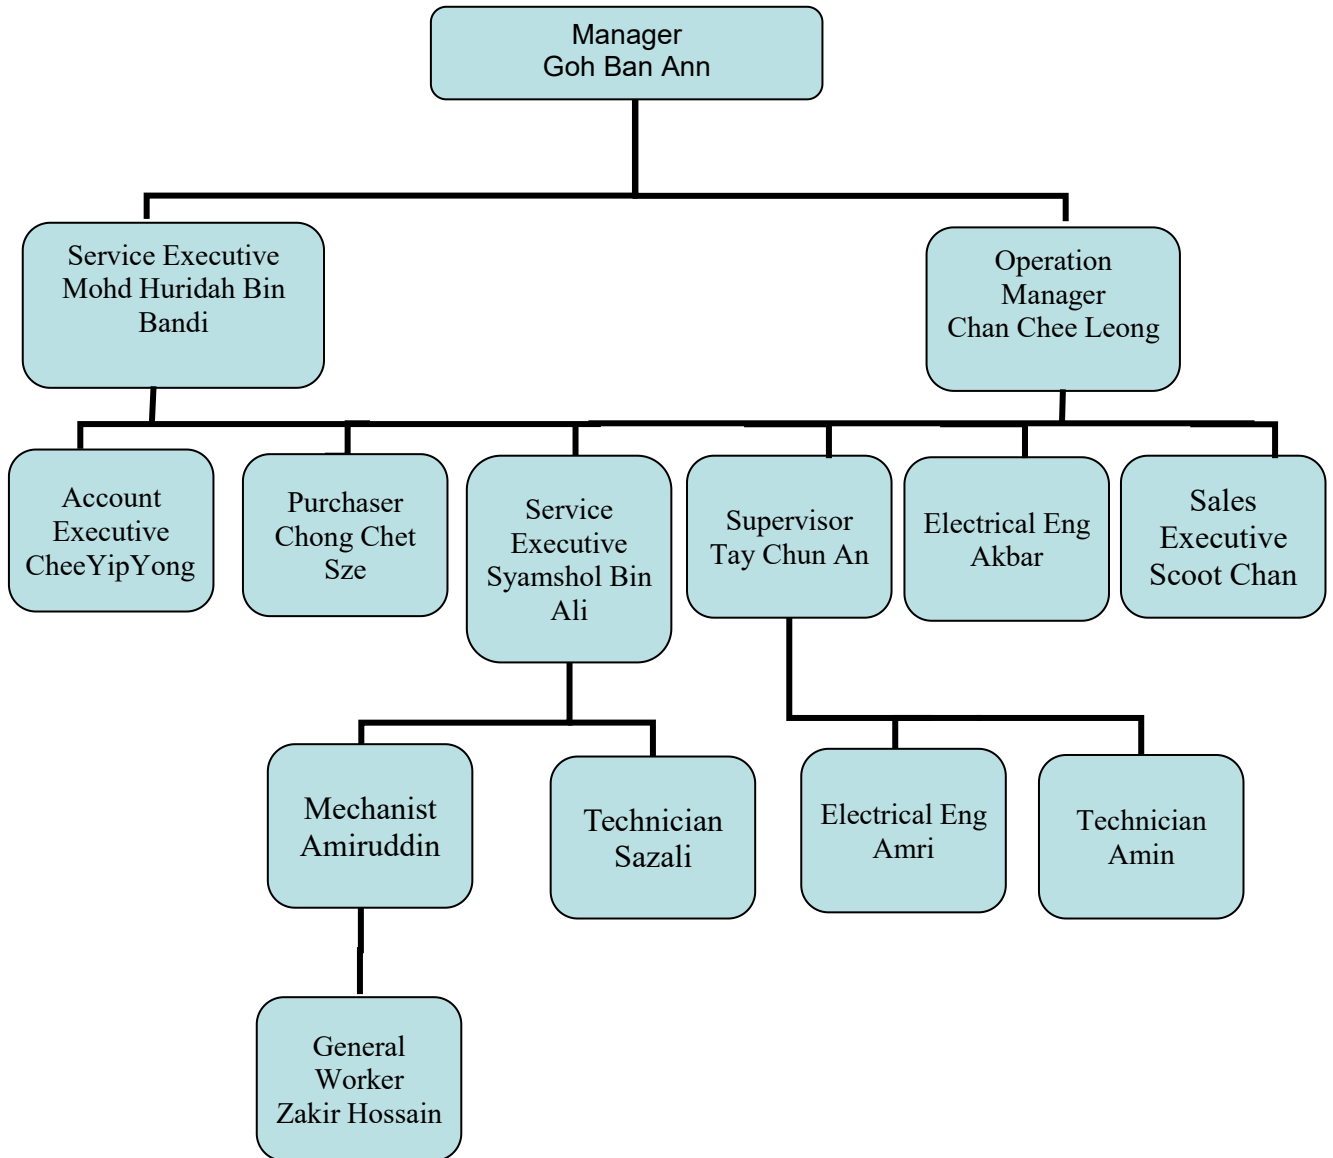 Manager
Goh Ban Ann
Service Executive
Mohd Huridah Bin
Bandi
Operation
Manager
Chan Chee Leong
Account
Executive
CheeYipYong
Purchaser
Chong Chet
Sze
Service
Executive
Syamshol Bin
Ali
Supervisor
Tay Chun An
Electrical Eng
Akbar
Sales
Executive
Scoot Chan
Mechanist
Amiruddin
Technician
Sazali
Electrical Eng
Amri
Technician
Amin
General
Worker
Zakir Hossain